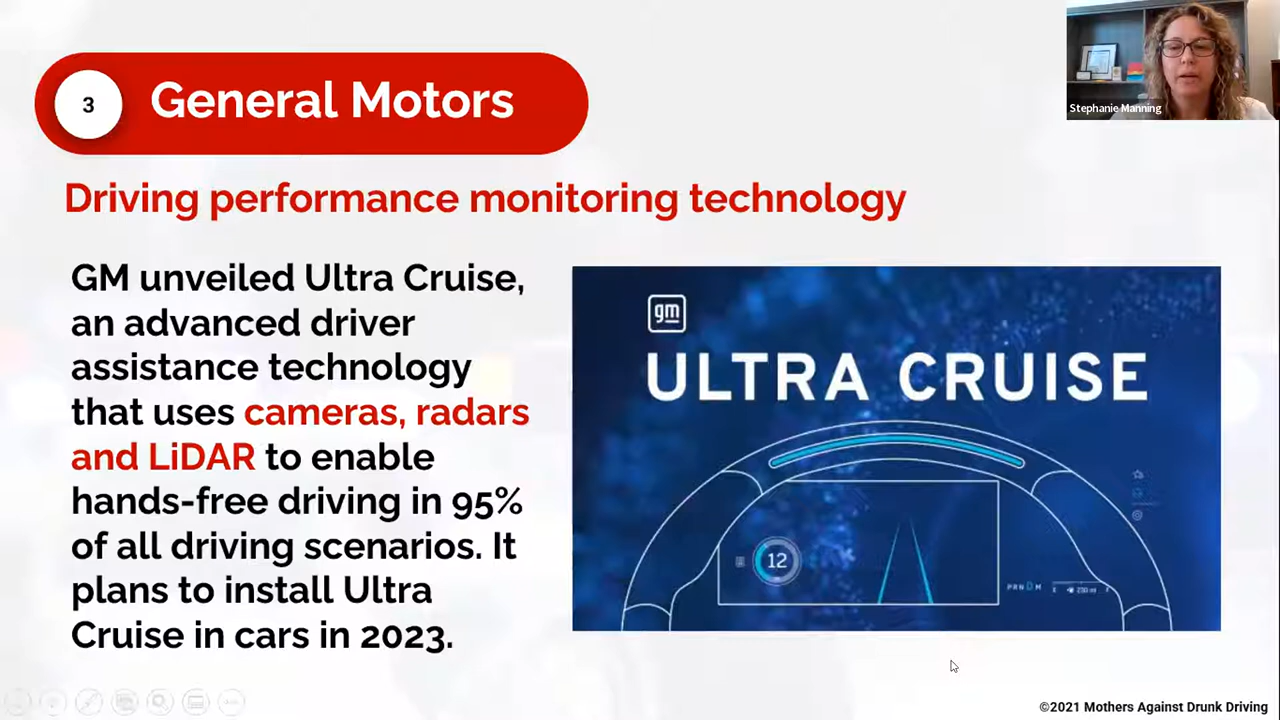 3
General Motors
Stephanie Manning
Driving performance monitoring technology
GM unveiled Ultra Cruise,
an advanced driver
assistance technology
that uses cameras, radars
and LiDAR to enable
hands-free driving in 95%
of all driving scenarios. It
plans to install Ultra
Cruise in cars in 2023.
gm
ULTRA CRUISE
12
PRNDM
©2021 Mothers Against Drunk Driving